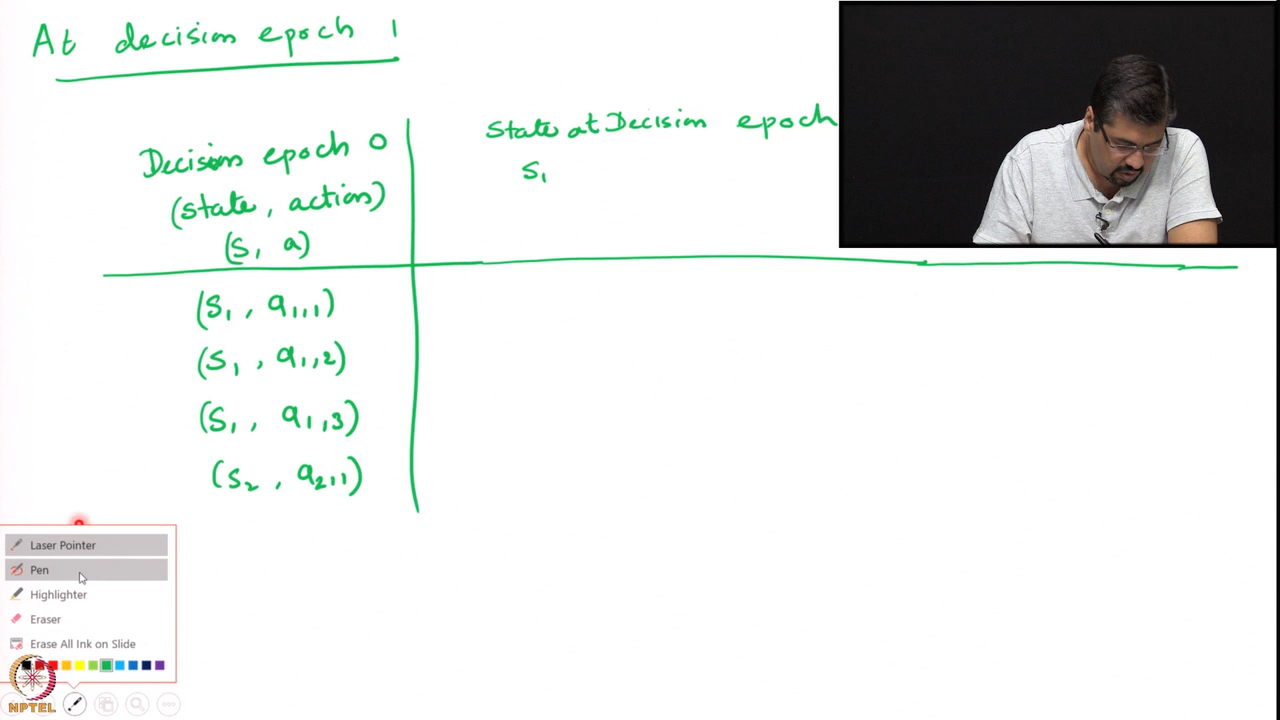 At decision epoch 1
Decision epoch 0
(state, action)
(s, a)
State at Decision epoch
s₁
(s₁, a₁,₁)
(s₁, a₁,₂)
(s₁, a₁,₃)
(s₂, a₂,₁)
Laser Pointer
Pen
Highlighter
Eraser
Erase All Ink on Slide
NPTEL